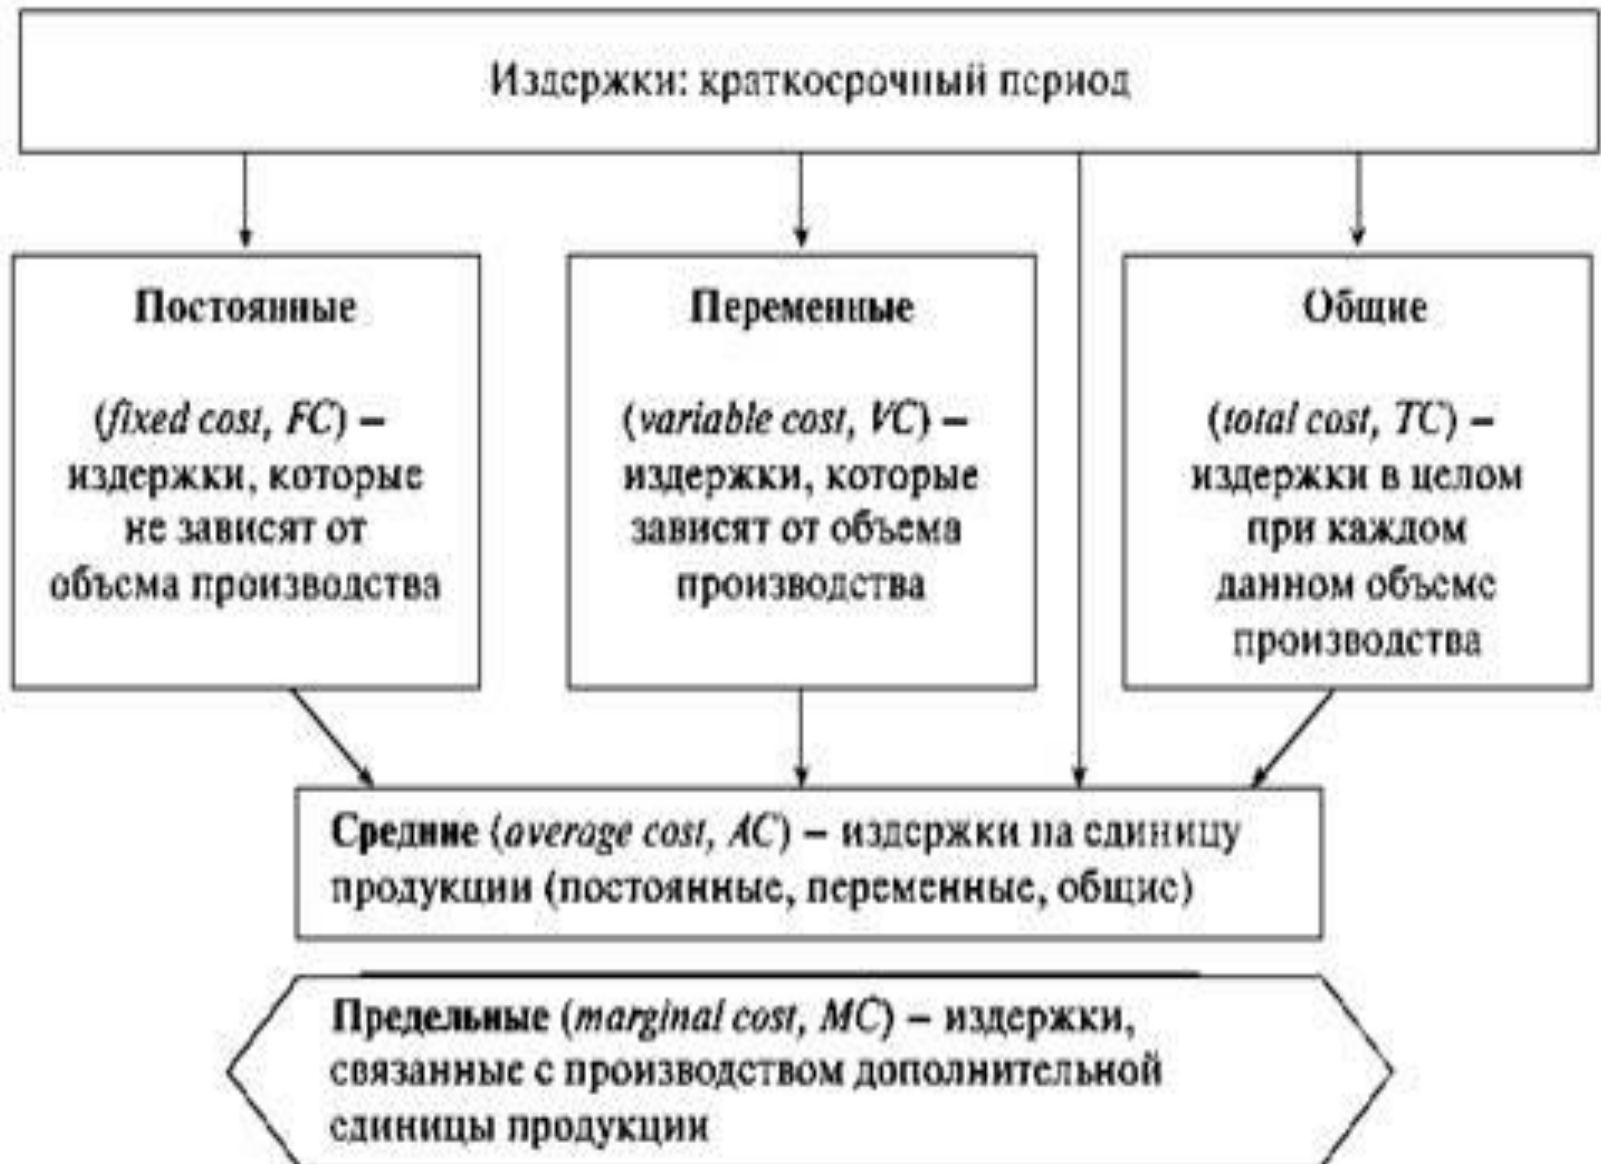 Издержки: краткосрочный период
Постоянные
(fixed cost, FC) –
издержки, которые
не зависят от
объема производства
Переменные
(variable cost, VC) –
издержки, которые
зависят от объема
производства
Общие
(total cost, TC) –
издержки в целом
при каждом
данном объеме
производства
Средние (average cost, AC) – издержки на единицу
продукции (постоянные, переменные, общие)
Предельные (marginal cost, MC) – издержки,
связанные с производством дополнительной
единицы продукции